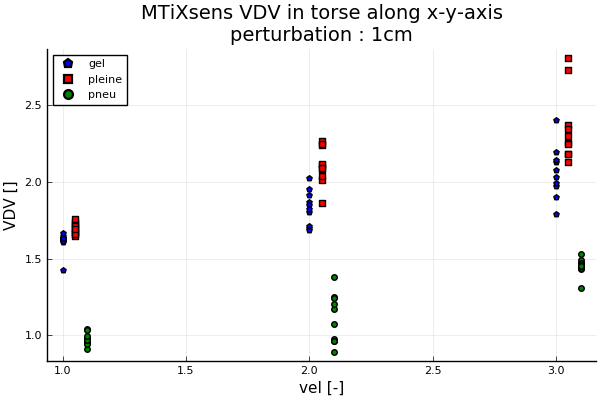 MTiXsens VDV in torse along x-y-axis
perturbation : 1cm
gel
pleine
pneu
VDV []
2.5
2.0
1.5
1.0
1.0
1.5
2.0
2.5
3.0
vel [-]